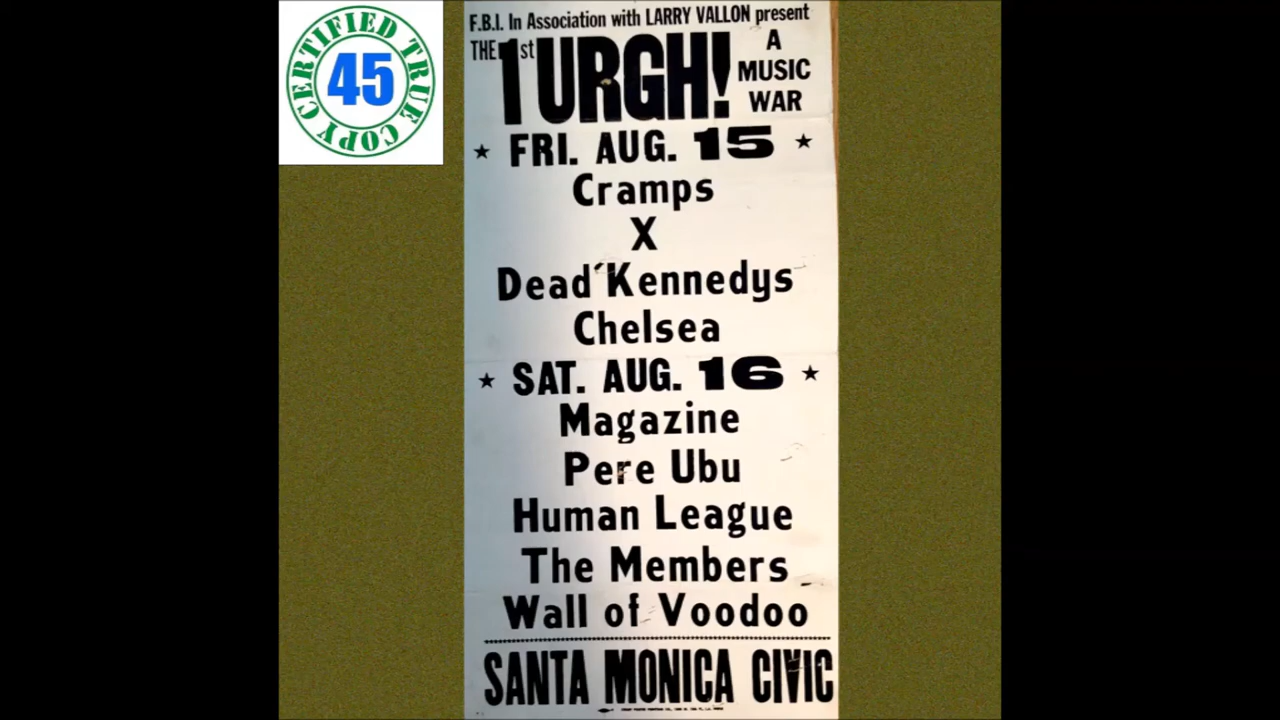 CERTIFIED TRUE COPY
45
F.B.I. In Association with LARRY VALLON present
THE 1st
URGH!
A
MUSIC
WAR
★ FRI. AUG. 15 ★
Cramps
X
Dead Kennedys
Chelsea
★ SAT. AUG. 16 ★
Magazine
Pere Ubu
Human League
The Members
Wall of Voodoo
SANTA MONICA CIVIC